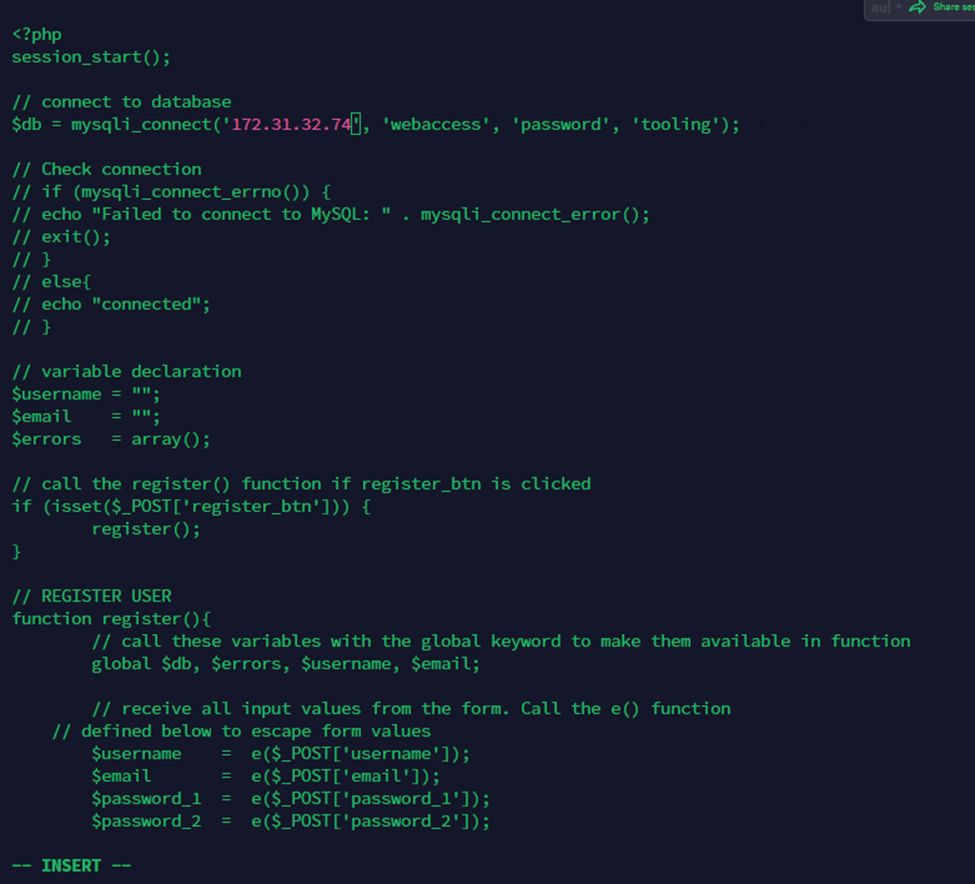 au
Share ses
<?php
session_start();

// connect to database
$db = mysqli_connect('172.31.32.74', 'webaccess', 'password', 'tooling');

// Check connection
// if (mysqli_connect_errno()) {
// echo "Failed to connect to MySQL: " . mysqli_connect_error();
// exit();
// }
// else{
// echo "connected";
// }

// variable declaration
$username = "";
$email    = "";
$errors   = array();

// call the register() function if register_btn is clicked
if (isset($_POST['register_btn'])) {
        register();
}

// REGISTER USER
function register(){
        // call these variables with the global keyword to make them available in function
        global $db, $errors, $username, $email;

        // receive all input values from the form. Call the e() function
    // defined below to escape form values
        $username    =  e($_POST['username']);
        $email       =  e($_POST['email']);
        $password_1  =  e($_POST['password_1']);
        $password_2  =  e($_POST['password_2']);

-- INSERT --